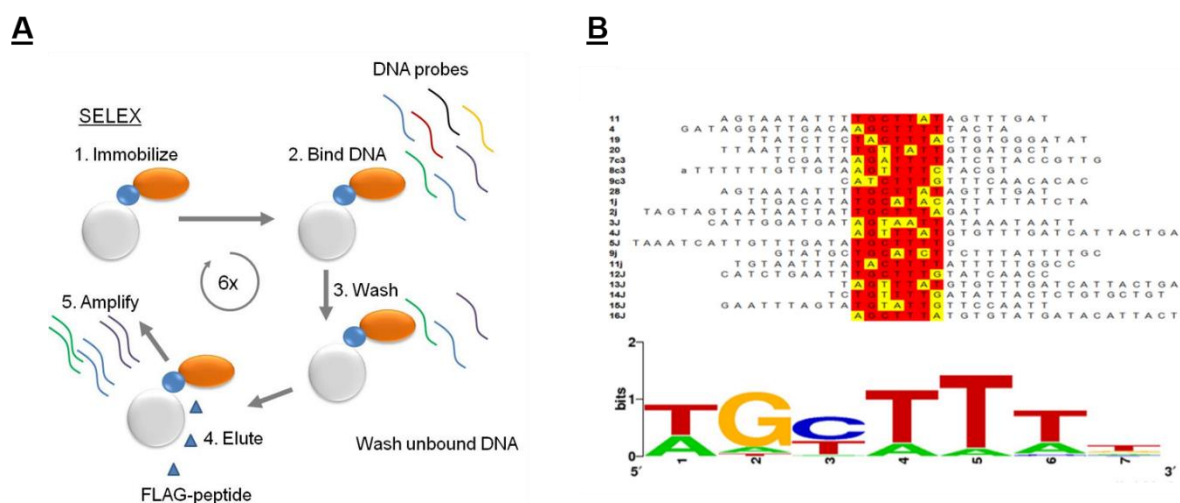 A
B
SELEX
DNA probes
1. Immobilize
2. Bind DNA
6x
3. Wash
5. Amplify
4. Elute
Wash unbound DNA
FLAG-peptide
11 A G T A A T A T T T T G C T T A T A G T T T G A T
4 G A T A G G A T T G A C A A G C T T T T T A C T A
19 T T A T C T T C T A C T T T A C T G T G G G A T A T
20 T T A A T T T T T T T G T T A T T G T G A T G C T
7c3 T C G A T A A G A T T T T A T C T T A C C G T T G
8c3 a T T T T T T G T T G T A A G T T T T C T A C G T
9c3 C A T C T T T G T T T C A A C A C A C
28 A G T A A T A T T T T G C T T A T A G T T T G A T
1j T T G A C A T A T G C A T A C A T T A T C T A
2j T A G T A G T A A T A A T T A T T G C T T T A G A T
3J C A T T G G A T G A T A G T A A T T A T A A A T A A T T
4J A G T T T A T G T G T T T G A T C A T T A C T G A
5J T A A A T C A T T G T T T G A T A T G C T T T T G
9j G T A T G C T G C A T C T T C T T T A T T T T G C
11j T G T A A T T T A T A C T T T T A T T T T T G G C C
12J C A T C T G A A T T T G C T T T G T A T C A A C C
13J T A G T T T A T G T G T T T G A T C A T T A C T G A
14J T C T G T T T T G A T A T T A C T C T G T G C T G T
15J G A A T T T A G T A T G T A T T G T T C C A A T T
16J A G C T T T A T G T G T A T G A T A C A T T A C T
2
bits
1
0
5′ 1 2 3 4 5 6 7 3′